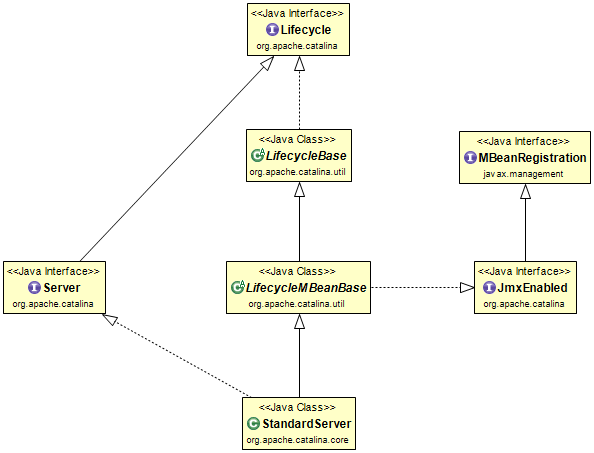 <<Java Interface>>
Lifecycle
org.apache.catalina
<<Java Class>>
LifecycleBase
org.apache.catalina.util
<<Java Interface>>
MBeanRegistration
javax.management
<<Java Interface>>
Server
org.apache.catalina
<<Java Class>>
LifecycleMBeanBase
org.apache.catalina.util
<<Java Interface>>
JmxEnabled
org.apache.catalina
<<Java Class>>
StandardServer
org.apache.catalina.core